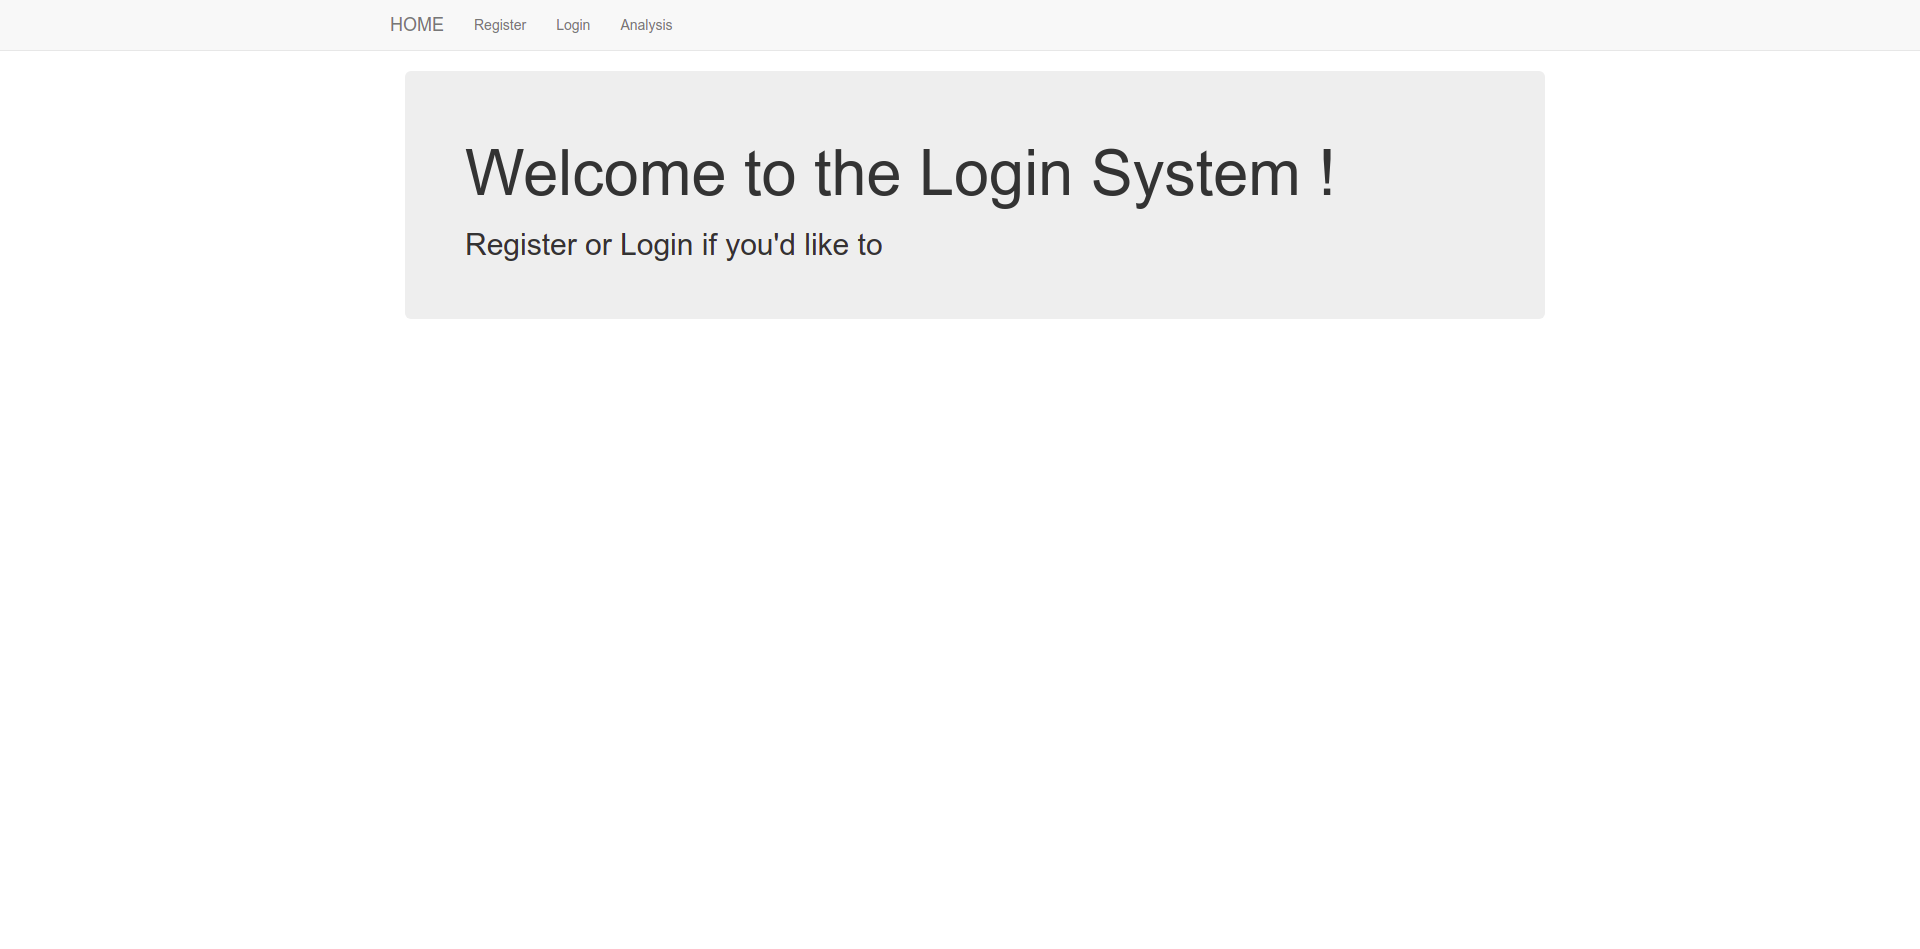 HOME Register Login Analysis
Welcome to the Login System !
Register or Login if you'd like to